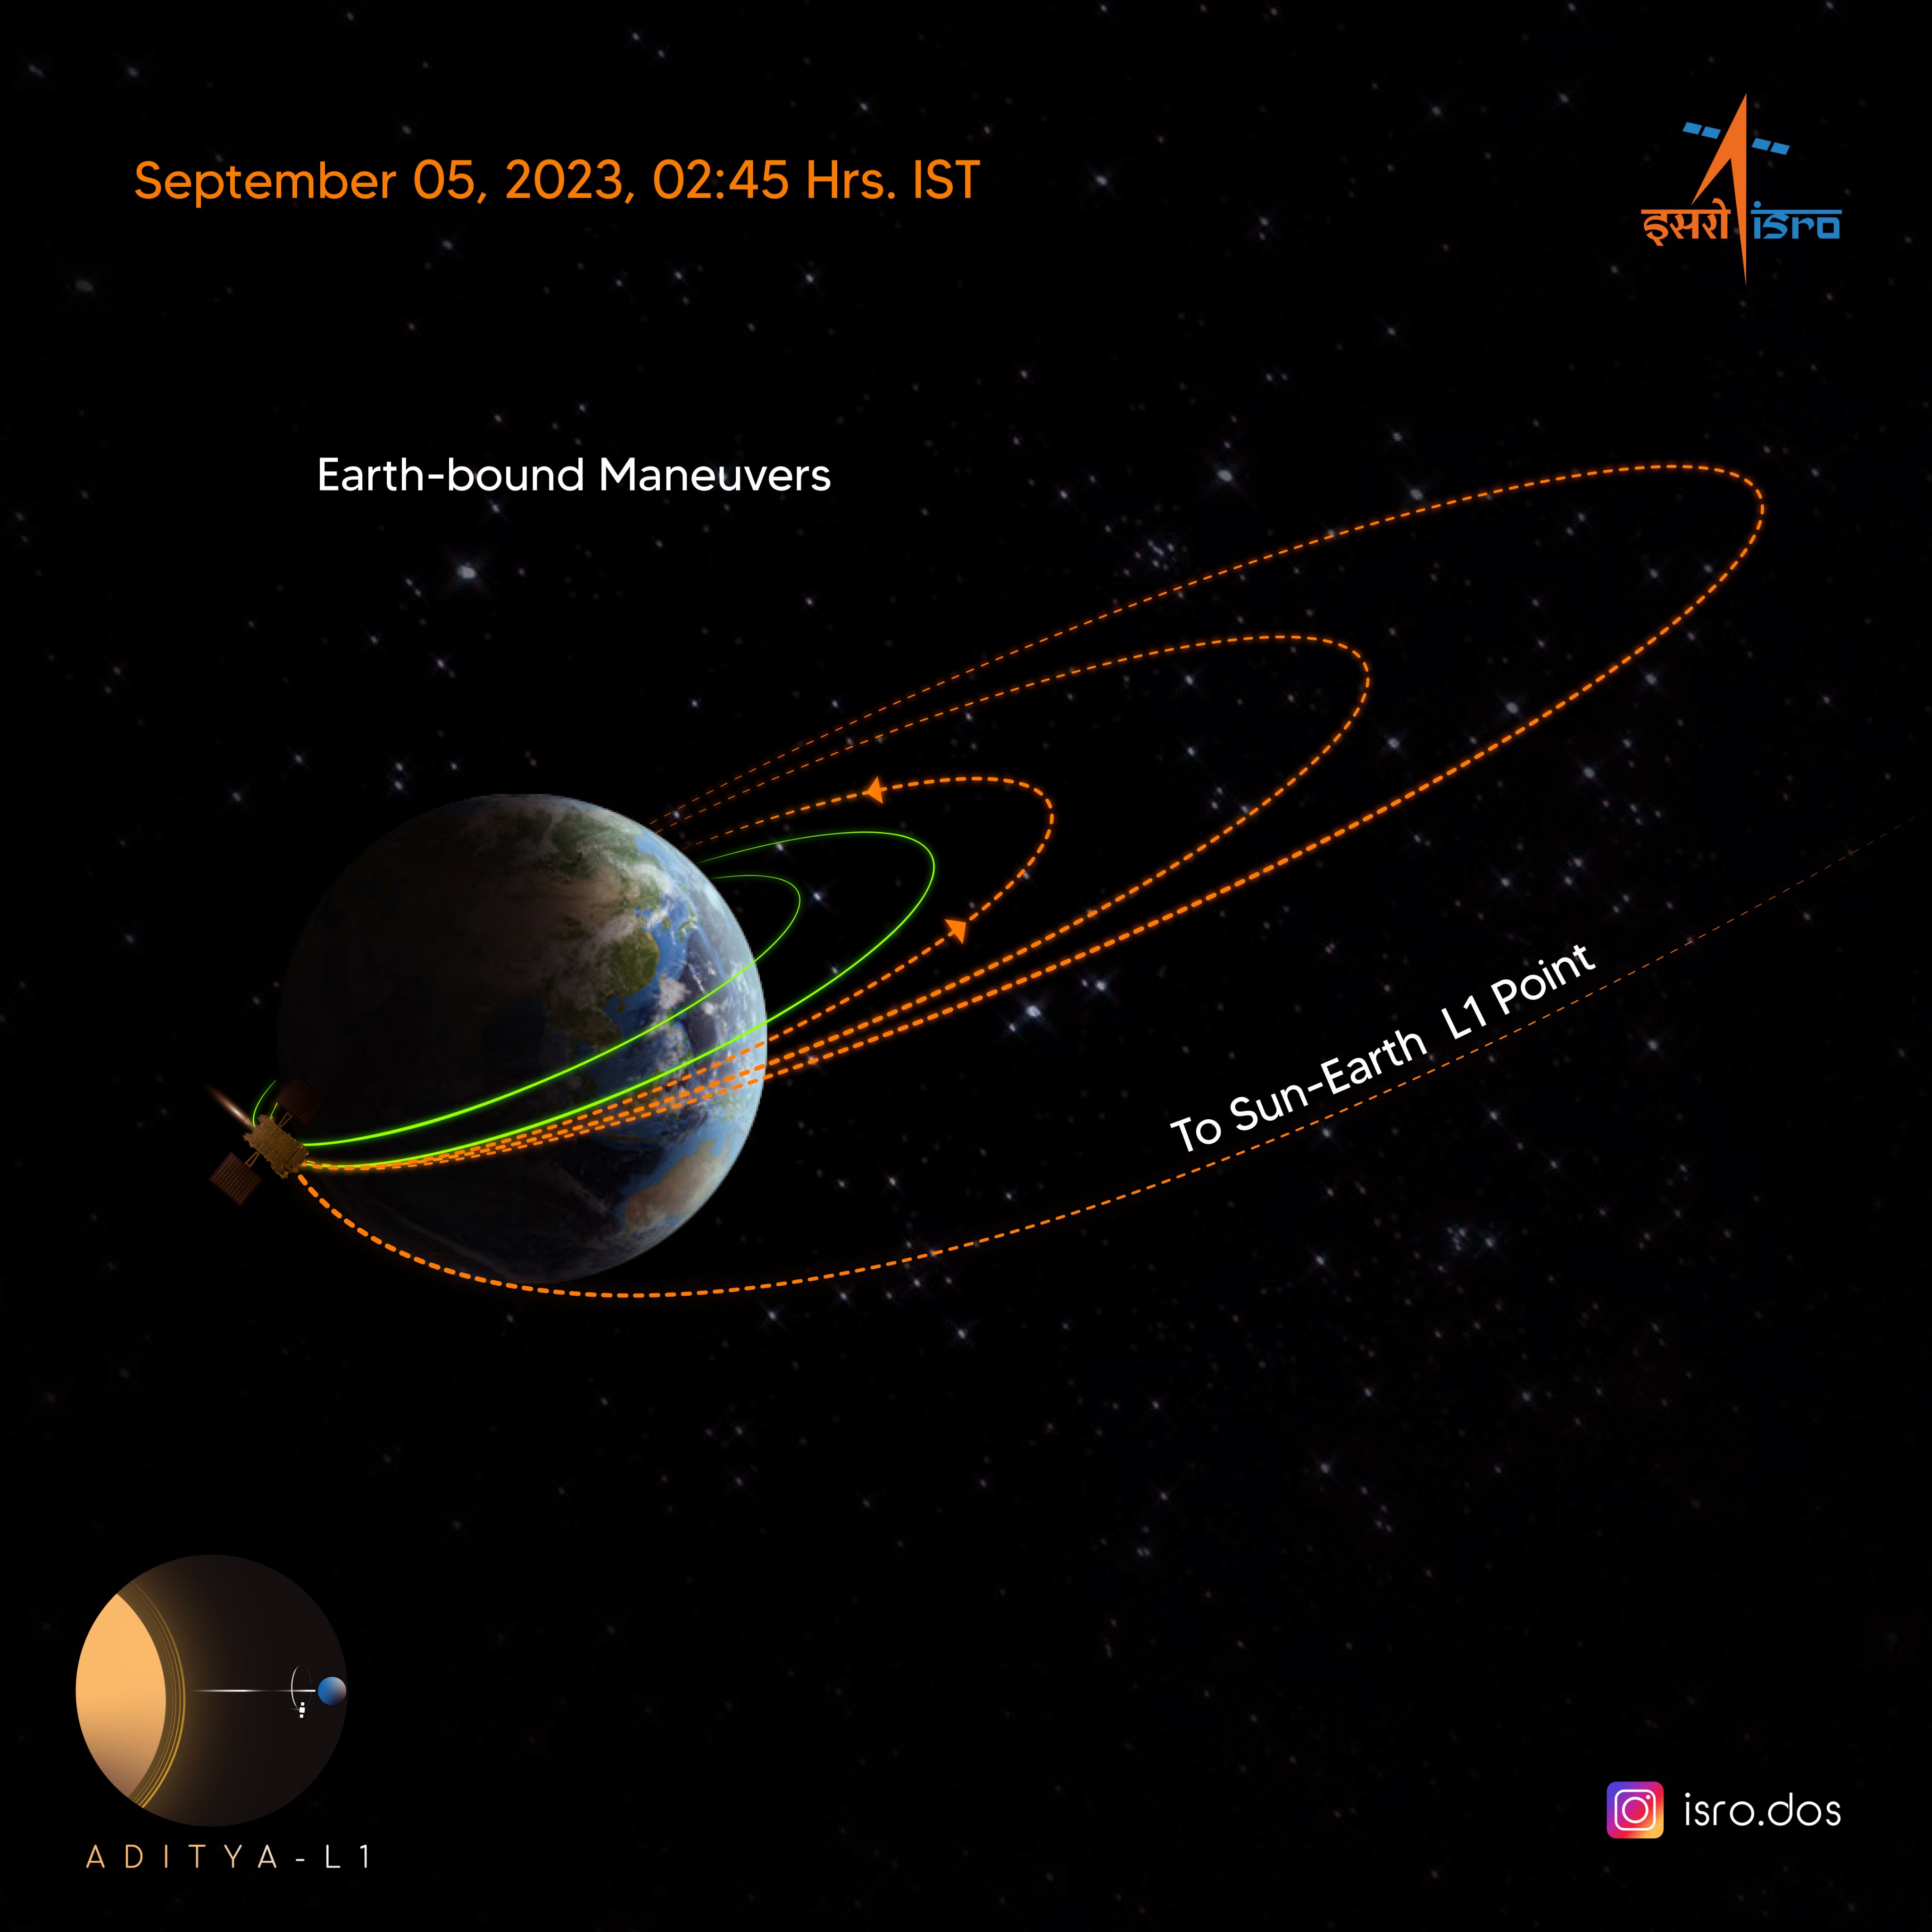 September 05, 2023, 02:45 Hrs. IST
इसरो isro
Earth-bound Maneuvers
To Sun-Earth L1 Point
ADITYA-L1
isro.dos